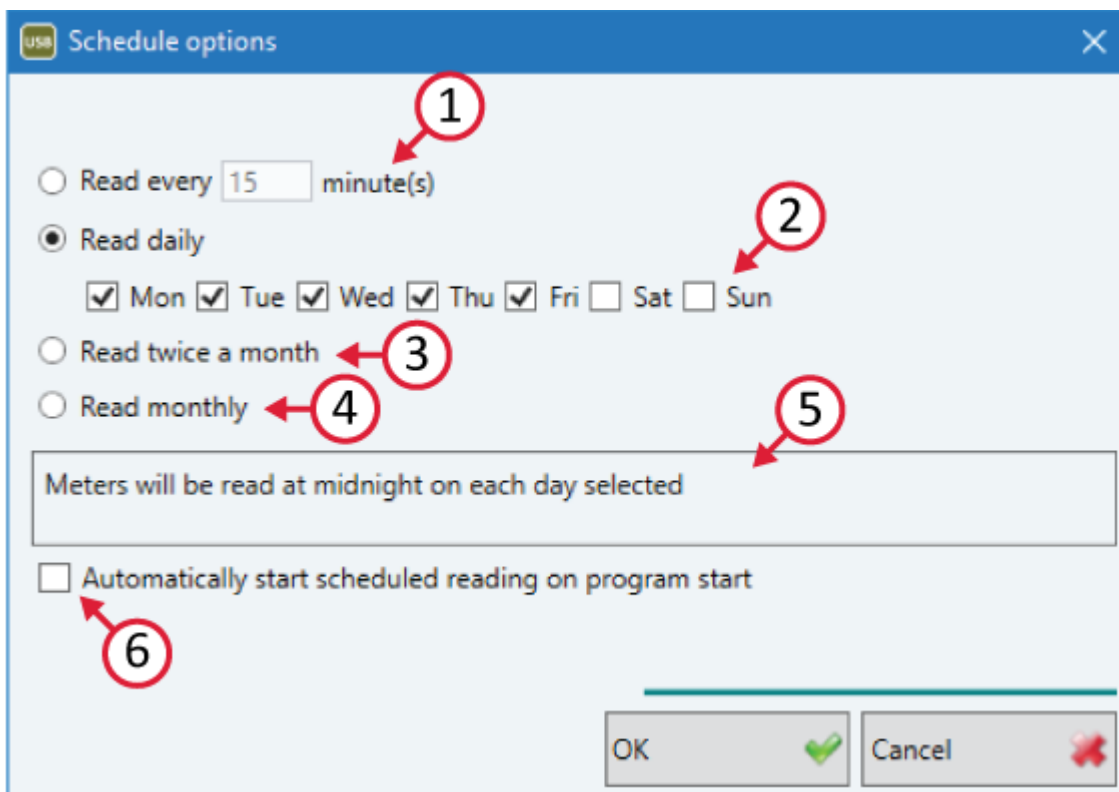 USB Schedule options
1
Read every 15 minute(s)
Read daily
2
Mon Tue Wed Thu Fri Sat Sun
Read twice a month
3
Read monthly
4
5
Meters will be read at midnight on each day selected
Automatically start scheduled reading on program start
6
OK Cancel